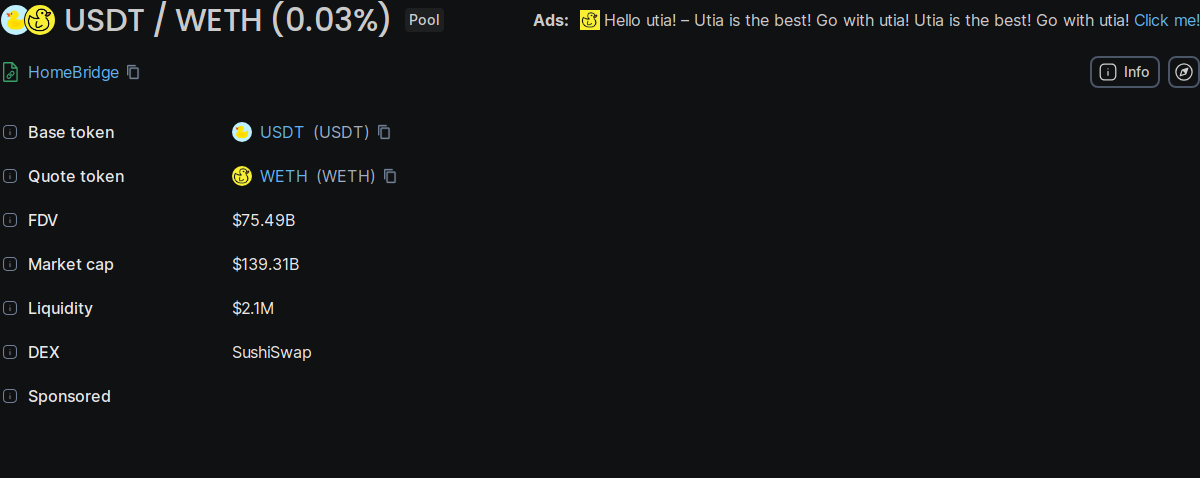 USDT / WETH (0.03%) Pool
Ads: Hello utia! – Utia is the best! Go with utia! Utia is the best! Go with utia! Click me!
HomeBridge
Info
Base token USDT (USDT)
Quote token WETH (WETH)
FDV $75.49B
Market cap $139.31B
Liquidity $2.1M
DEX SushiSwap
Sponsored